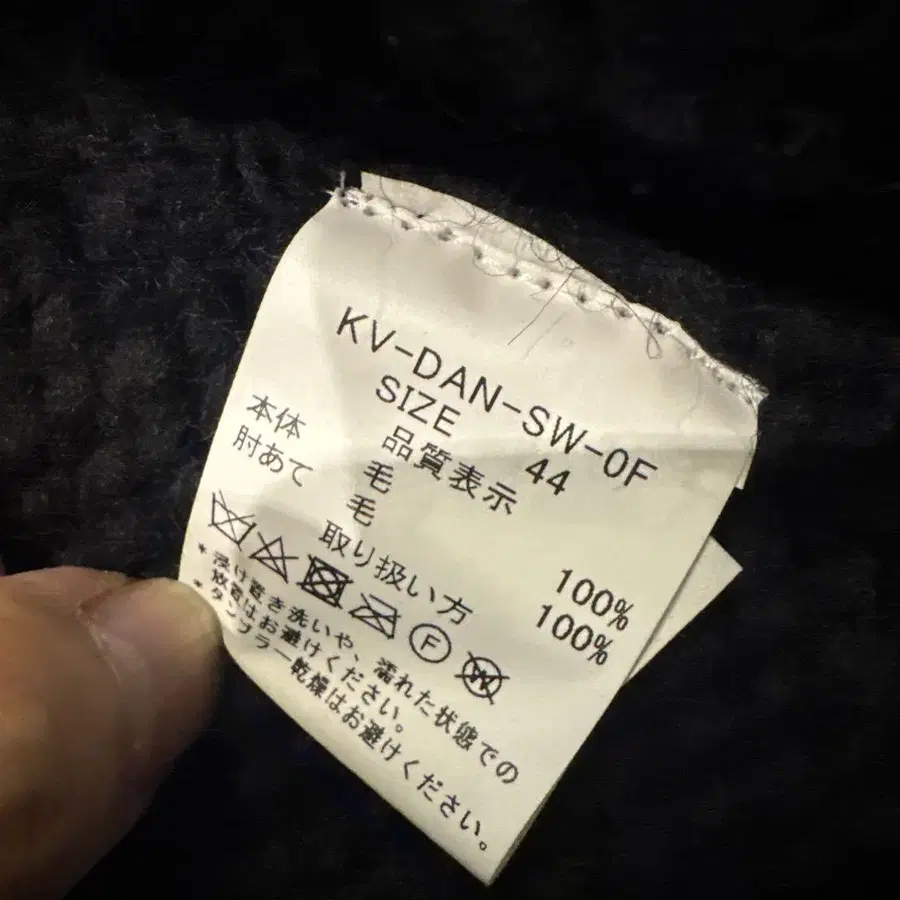 KV-DAN-SW-0F
SIZE 44
品質表示
本体 毛 100%
肘あて 毛 100%
取り扱い方
F
W
*浸け置き洗いや、濡れた状態での
放置はお避けください。
*タンブラー乾燥はお避けください。